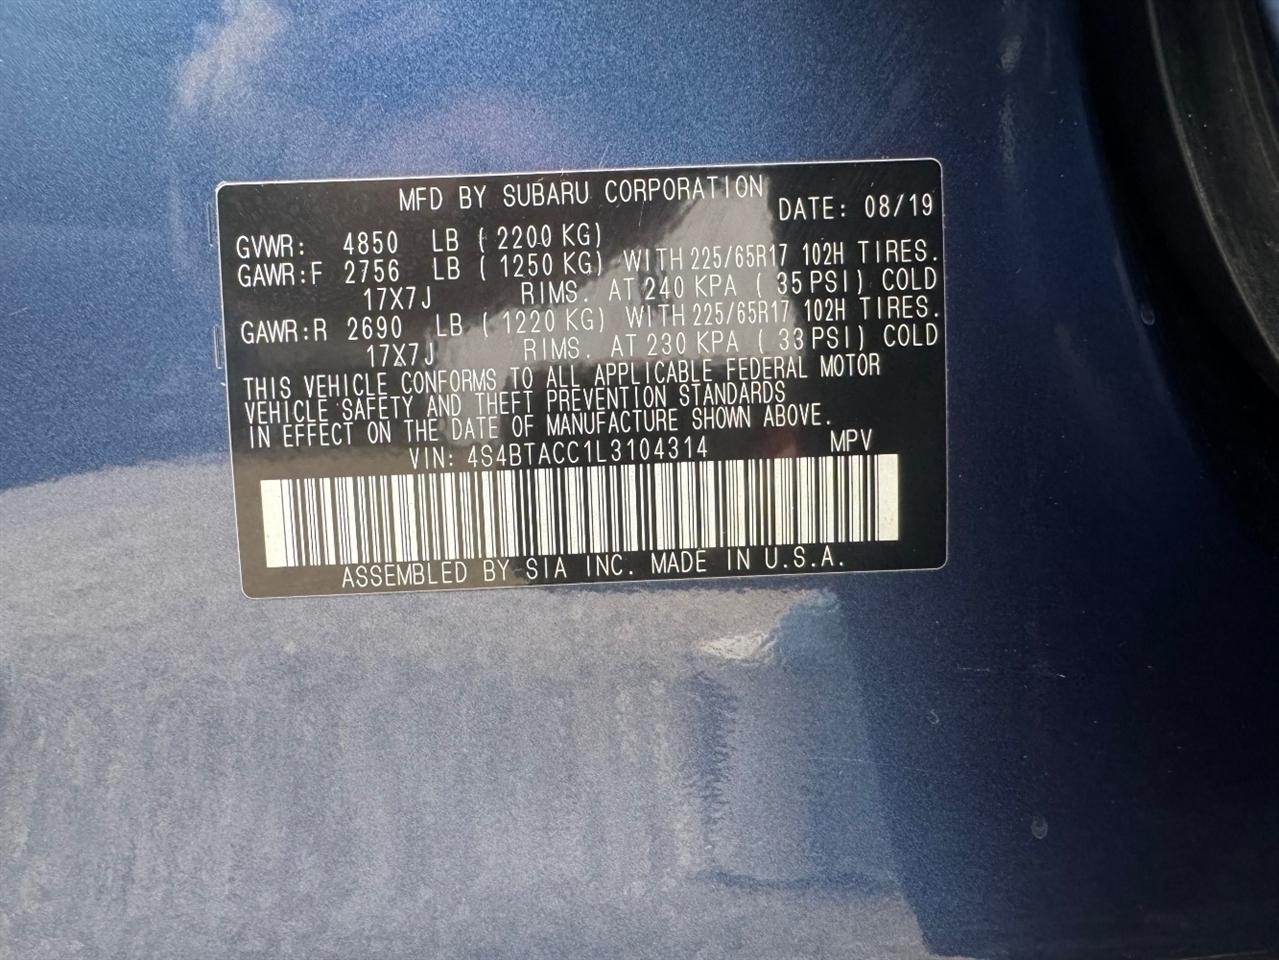 MFD BY SUBARU CORPORATION DATE: 08/19
GVWR: 4850 LB ( 2200 KG)
GAWR:F 2756 LB ( 1250 KG) WITH 225/65R17 102H TIRES.
17X7J RIMS. AT 240 KPA ( 35 PSI) COLD
GAWR:R 2690 LB ( 1220 KG) WITH 225/65R17 102H TIRES.
17X7J RIMS. AT 230 KPA ( 33 PSI) COLD
THIS VEHICLE CONFORMS TO ALL APPLICABLE FEDERAL MOTOR
VEHICLE SAFETY AND THEFT PREVENTION STANDARDS
IN EFFECT ON THE DATE OF MANUFACTURE SHOWN ABOVE.
VIN: 4S4BTACC1L3104314 MPV
ASSEMBLED BY SIA INC. MADE IN U.S.A.